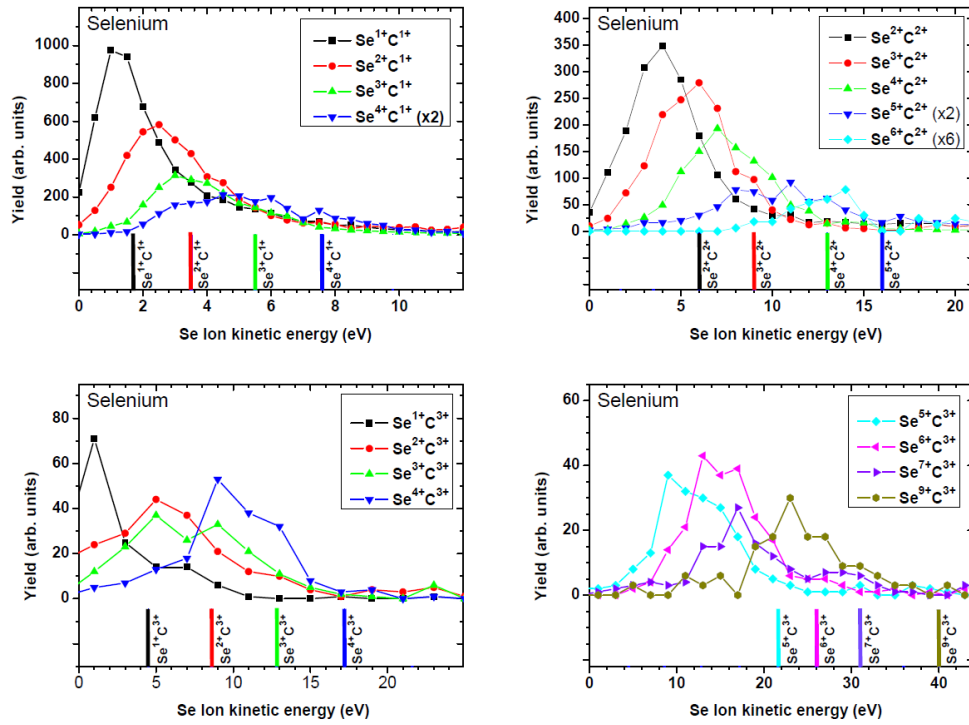 Selenium
Se1+C1+
Se2+C1+
Se3+C1+
Se4+C1+ (x2)
Yield (arb. units)
1000
800
600
400
200
0
Se1+C1+
Se2+C1+
Se3+C1+
Se4+C1+
0 2 4 6 8 10
Se Ion kinetic energy (eV)
Selenium
Se2+C2+
Se3+C2+
Se4+C2+
Se5+C2+ (x2)
Se6+C2+ (x6)
Yield (arb. units)
350
300
250
200
150
100
50
0
Se2+C2+
Se3+C2+
Se4+C2+
Se5+C2+
0 5 10 15 20
Se Ion kinetic energy (eV)
Selenium
Se1+C3+
Se2+C3+
Se3+C3+
Se4+C3+
Yield (arb. units)
80
60
40
20
0
Se1+C3+
Se2+C3+
Se3+C3+
Se4+C3+
0 5 10 15 20
Se Ion kinetic energy (eV)
Selenium
Se5+C3+
Se6+C3+
Se7+C3+
Se9+C3+
Yield (arb. units)
60
40
20
0
Se5+C3+
Se6+C3+
Se7+C3+
Se9+C3+
0 10 20 30 40
Se Ion kinetic energy (eV)